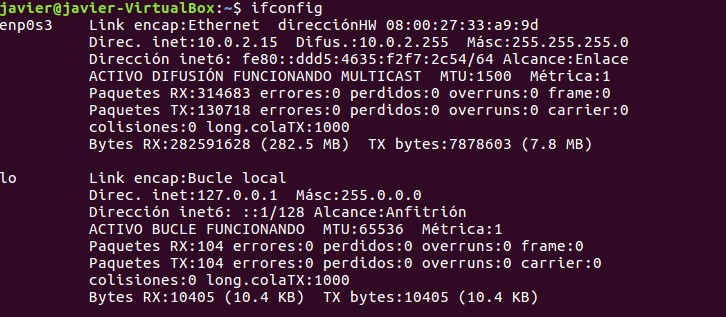 javier@javier-VirtualBox:~$ ifconfig
enp0s3    Link encap:Ethernet  direcciónHW 08:00:27:33:a9:9d
          Direc. inet:10.0.2.15  Difus.:10.0.2.255  Másc:255.255.255.0
          Dirección inet6: fe80::ddd5:4635:f2f7:2c54/64 Alcance:Enlace
          ACTIVO DIFUSIÓN FUNCIONANDO MULTICAST  MTU:1500  Métrica:1
          Paquetes RX:314683 errores:0 perdidos:0 overruns:0 frame:0
          Paquetes TX:130718 errores:0 perdidos:0 overruns:0 carrier:0
          colisiones:0 long.colaTX:1000
          Bytes RX:282591628 (282.5 MB)  TX bytes:7878603 (7.8 MB)

lo        Link encap:Bucle local
          Direc. inet:127.0.0.1  Másc:255.0.0.0
          Dirección inet6: ::1/128 Alcance:Anfitrión
          ACTIVO BUCLE FUNCIONANDO  MTU:65536  Métrica:1
          Paquetes RX:104 errores:0 perdidos:0 overruns:0 frame:0
          Paquetes TX:104 errores:0 perdidos:0 overruns:0 carrier:0
          colisiones:0 long.colaTX:1000
          Bytes RX:10405 (10.4 KB)  TX bytes:10405 (10.4 KB)